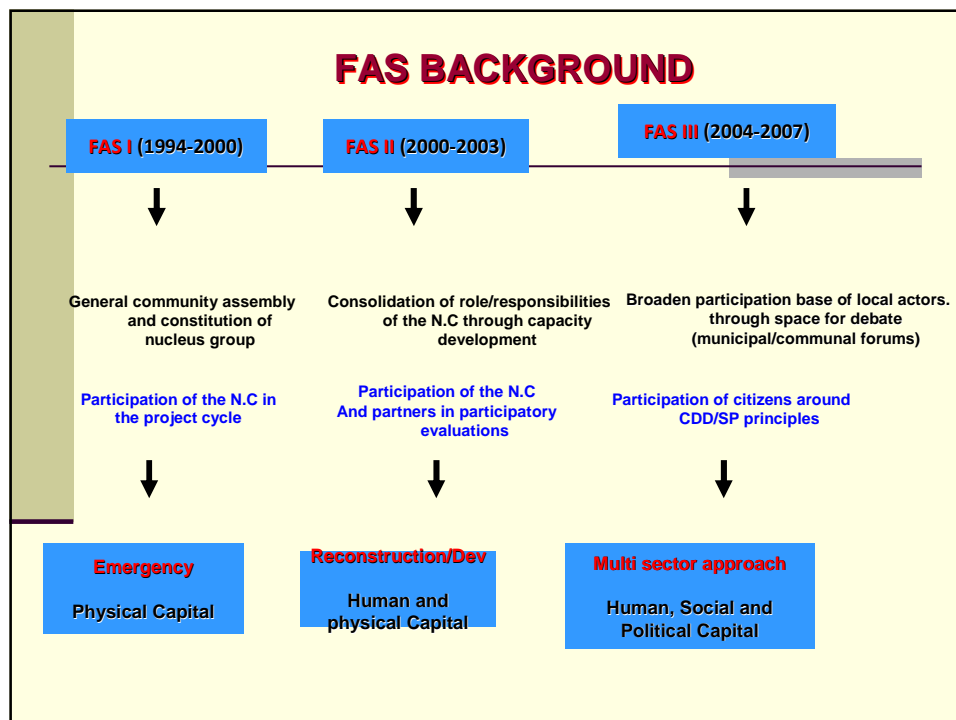 FAS BACKGROUND
FAS I (1994-2000)
FAS II (2000-2003)
FAS III (2004-2007)
General community assembly
and constitution of
nucleus group
Consolidation of role/responsibilities
of the N.C through capacity
development
Broaden participation base of local actors.
through space for debate
(municipal/communal forums)
Participation of the N.C in
the project cycle
Participation of the N.C
And partners in participatory
evaluations
Participation of citizens around
CDD/SP principles
Emergency
Physical Capital
Reconstruction/Dev
Human and
physical Capital
Multi sector approach
Human, Social and
Political Capital